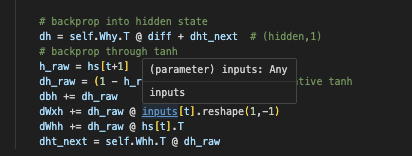 # backprop into hidden state
dh = self.Why.T @ diff + dht_next  # (hidden,1)
# backprop through tanh
h_raw = hs[t+1]
(parameter) inputs: Any
dh_raw = (1 - h_r
ative tanh
inputs
dbh += dh_raw
dWxh += dh_raw @ inputs[t].reshape(1,-1)
dWhh += dh_raw @ hs[t].T
dht_next = self.Whh.T @ dh_raw